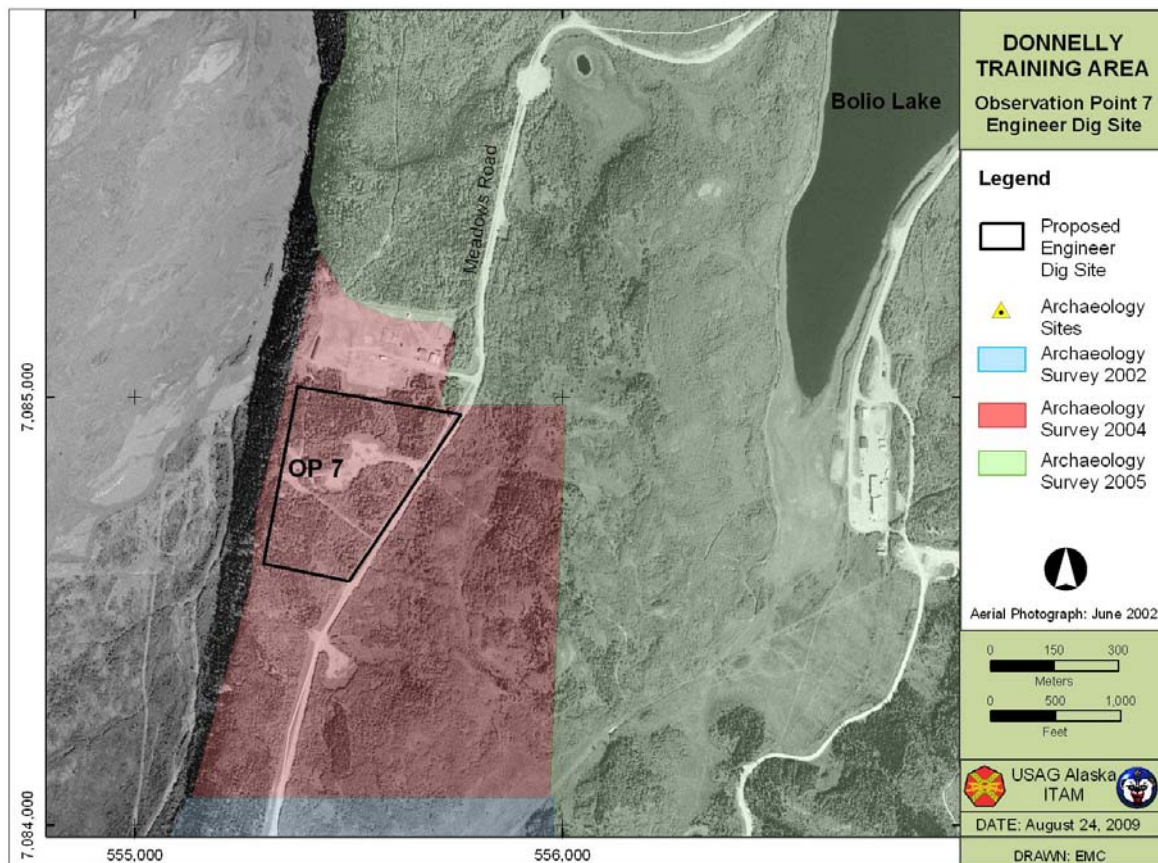 DONNELLY
TRAINING AREA
Observation Point 7
Engineer Dig Site
Legend
Proposed
Engineer
Dig Site
Archaeology
Sites
Archaeology
Survey 2002
Archaeology
Survey 2004
Archaeology
Survey 2005
Aerial Photograph: June 2002
0 150 300
Meters
0 500 1,000
Feet
USAG Alaska
ITAM
DATE: August 24, 2009
DRAWN: EMC
Bolio Lake
Meadows Road
OP 7
7,085,000
7,084,000
555,000
556,000